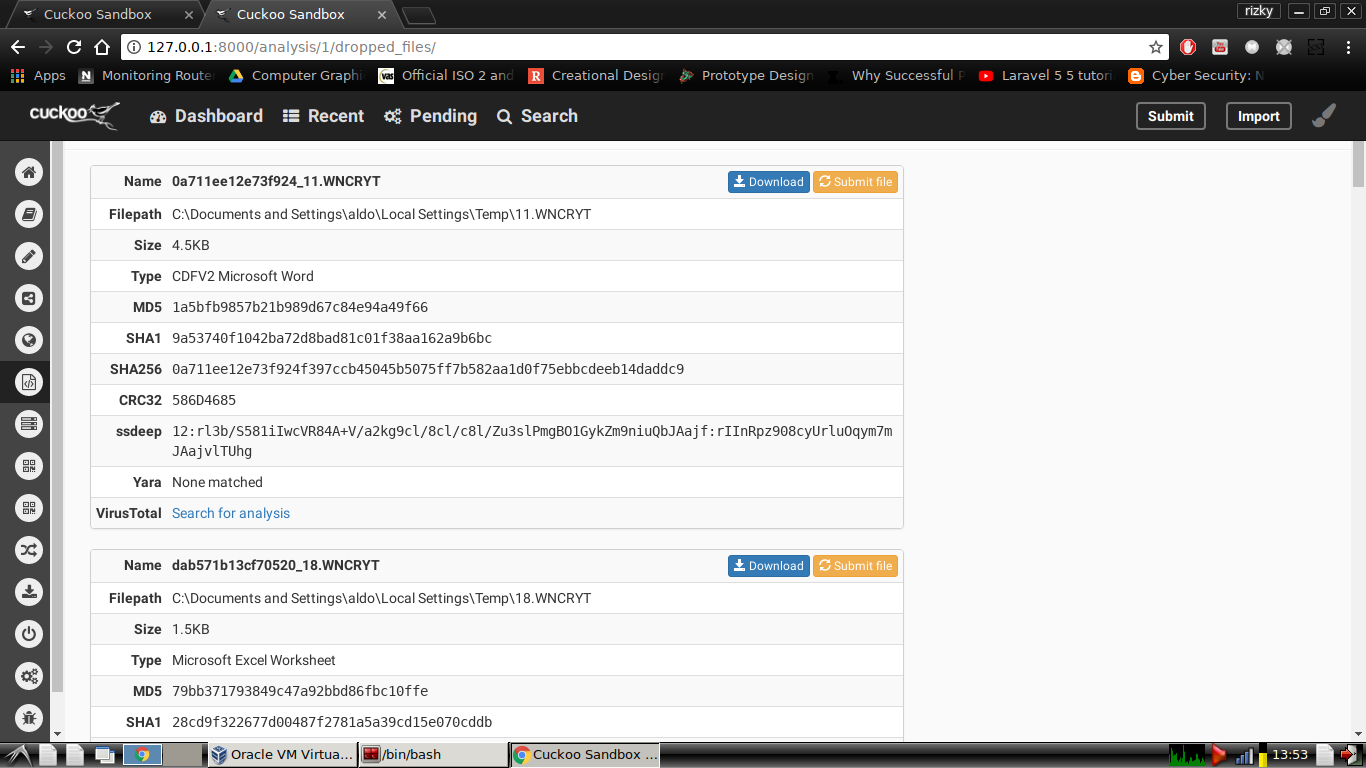 Cuckoo Sandbox
Cuckoo Sandbox
rizky
127.0.0.1:8000/analysis/1/dropped_files/
Apps
Monitoring Route
Computer Graphi
Official ISO 2 and
Creational Design
Prototype Design
Why Successful P
Laravel 5 5 tutori
Cyber Security: N
cuckoo
Dashboard
Recent
Pending
Search
Submit
Import
Name 0a711ee12e73f924_11.WNCRYT Download Submit file
Filepath C:\Documents and Settings\aldo\Local Settings\Temp\11.WNCRYT
Size 4.5KB
Type CDFV2 Microsoft Word
MD5 1a5bfb9857b21b989d67c84e94a49f66
SHA1 9a53740f1042ba72d8bad81c01f38aa162a9b6bc
SHA256 0a711ee12e73f924f397ccb45045b5075ff7b582aa1d0f75ebbcdeeb14daddc9
CRC32 586D4685
ssdeep 12:rl3b/S581iIwcVR84A+V/a2kg9cl/8cl/c8l/Zu3slPmgBO1GykZm9niuQbJAajf:rIInRpz908cyUrluOqym7m
JAajvlTUhg
Yara None matched
VirusTotal Search for analysis
Name dab571b13cf70520_18.WNCRYT Download Submit file
Filepath C:\Documents and Settings\aldo\Local Settings\Temp\18.WNCRYT
Size 1.5KB
Type Microsoft Excel Worksheet
MD5 79bb371793849c47a92bbd86fbc10ffe
SHA1 28cd9f322677d00487f2781a5a39cd15e070cddb
Oracle VM Virtua...
/bin/bash
Cuckoo Sandbox ...
13:53